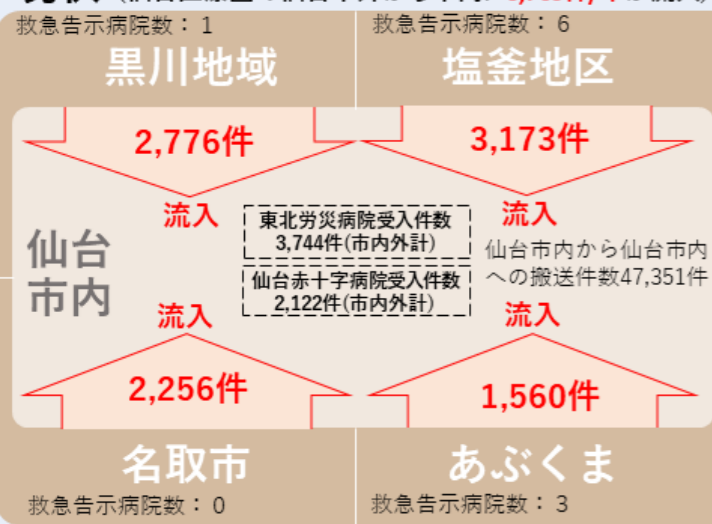 救急告示病院数：1
救急告示病院数：6
黒川地域
塩釜地区
2,776件
3,173件
流入
流入
東北労災病院受入件数
3,744件(市内外計)
仙台
市内
仙台市内から仙台市内
への搬送件数47,351件
仙台赤十字病院受入件数
2,122件(市内外計)
流入
流入
2,256件
1,560件
名取市
あぶくま
救急告示病院数：0
救急告示病院数：3